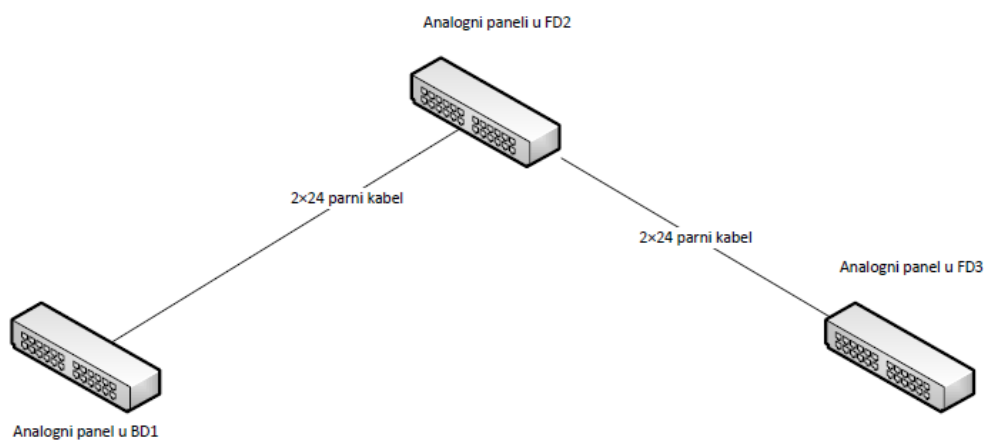 Analogni paneli u FD2
2×24 parni kabel
2×24 parni kabel
Analogni panel u FD3
Analogni panel u BD1